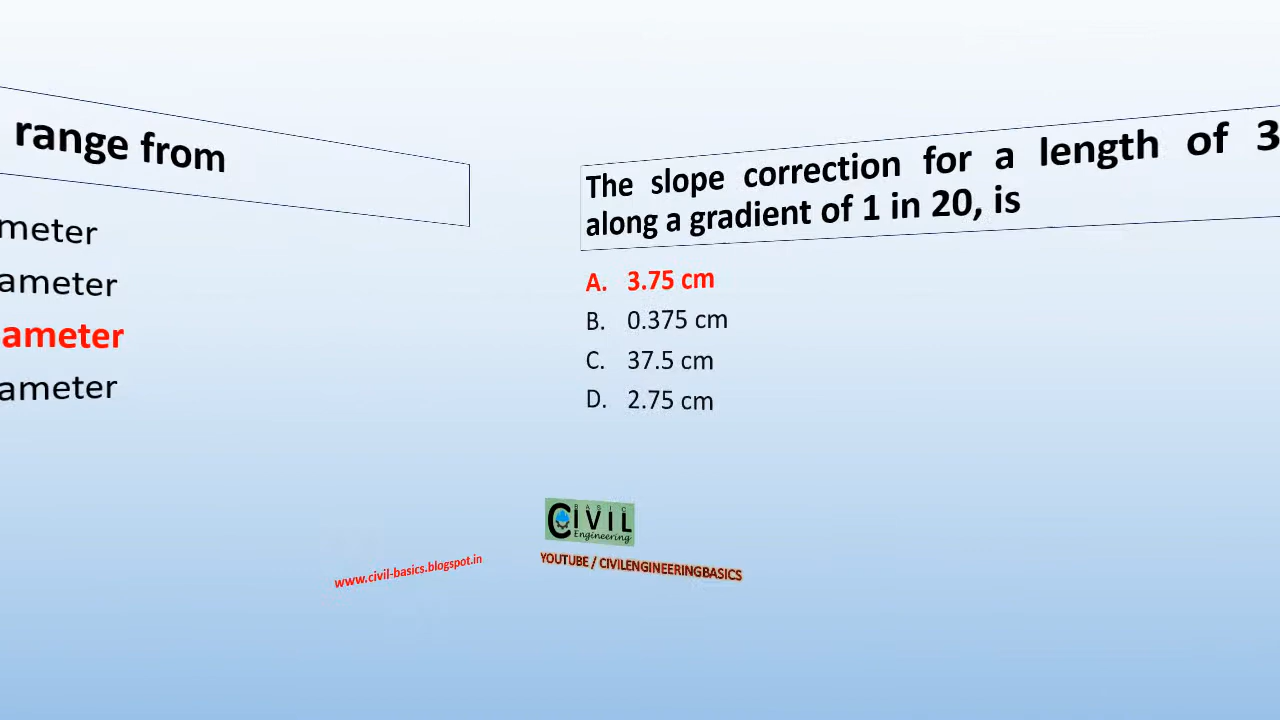 range from
meter
ameter
ameter
ameter
The slope correction for a length of 3
along a gradient of 1 in 20, is
A. 3.75 cm
B. 0.375 cm
C. 37.5 cm
D. 2.75 cm
BASIC
CIVIL
Engineering
www.civil-basics.blogspot.in
YOUTUBE / CIVILENGINEERINGBASICS